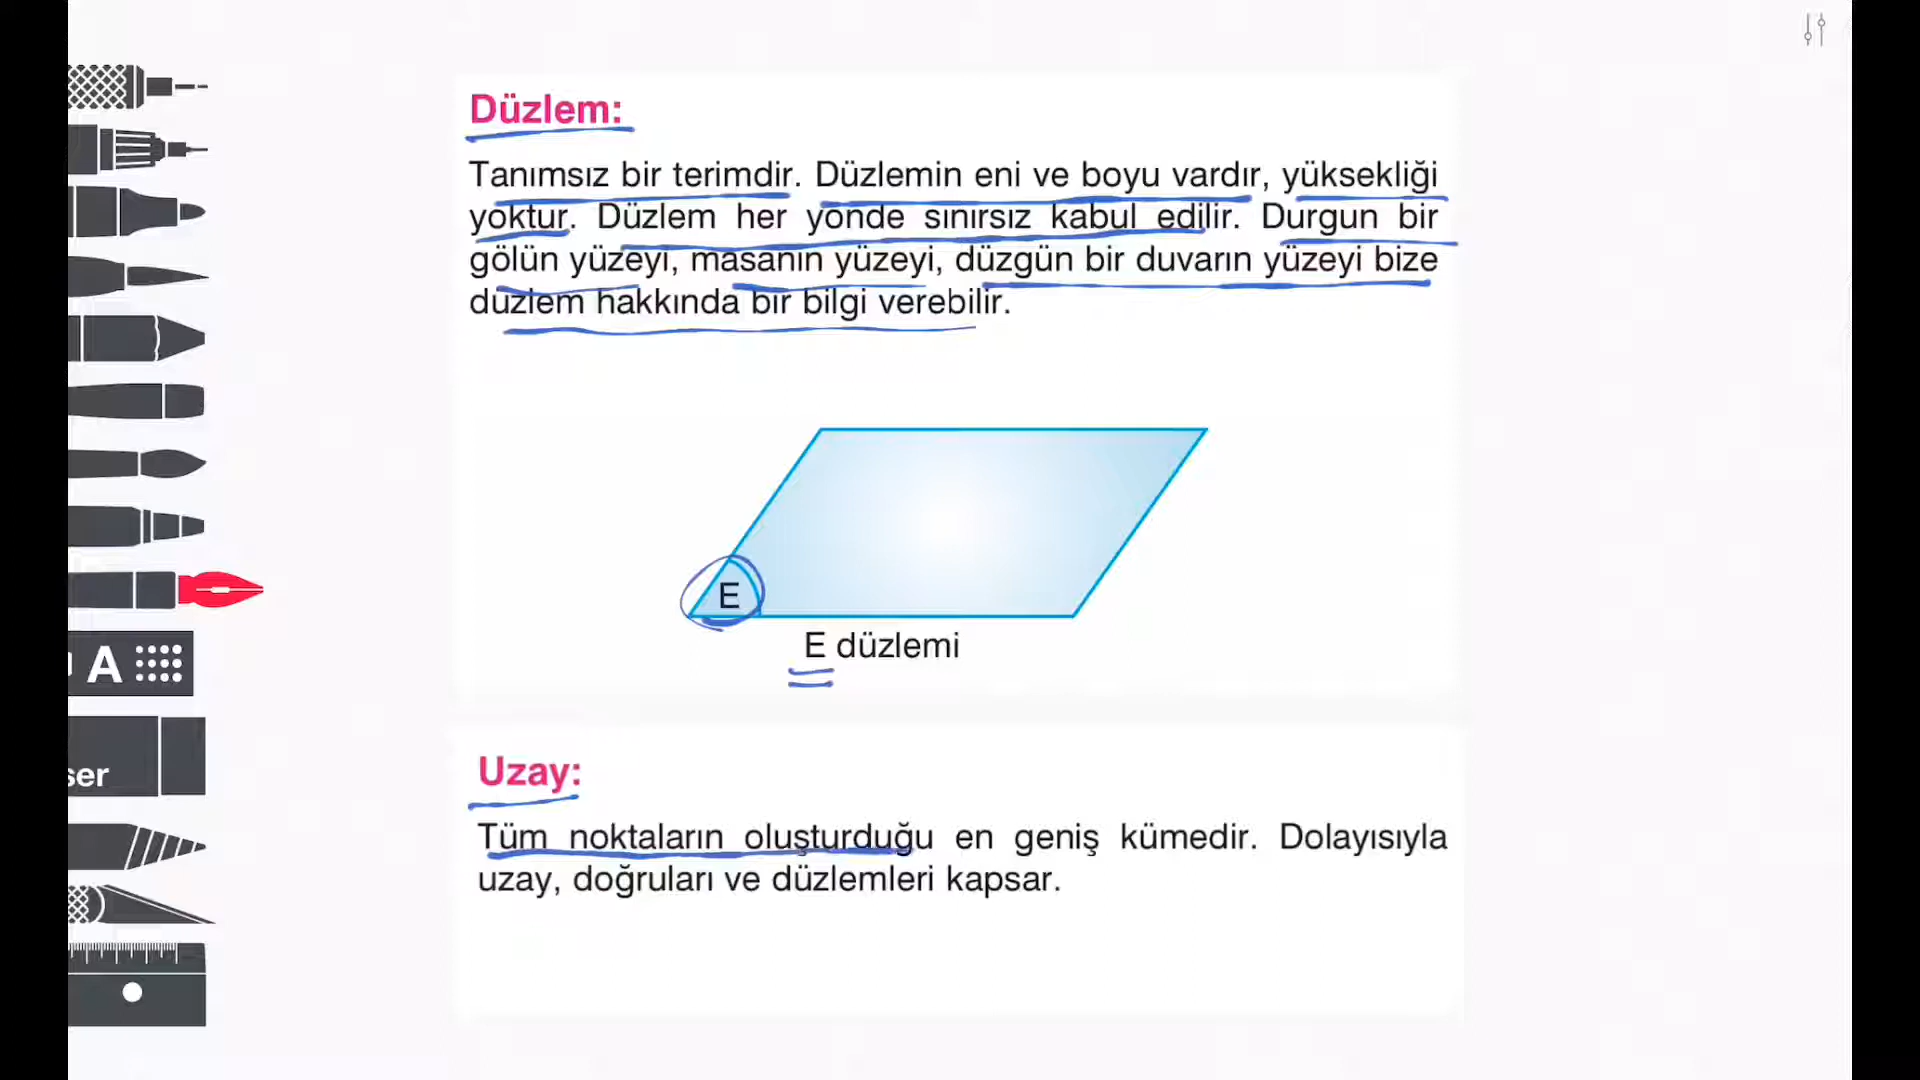 Düzlem:
Tanımsız bir terimdir. Düzlemin eni ve boyu vardır, yüksekliği
yoktur. Düzlem her yönde sınırsız kabul edilir. Durgun bir
gölün yüzeyi, masanın yüzeyi, düzgün bir duvarın yüzeyi bize
düzlem hakkında bir bilgi verebilir.
E
E düzlemi
A
ser
Uzay:
Tüm noktaların oluşturduğu en geniş kümedir. Dolayısıyla
uzay, doğruları ve düzlemleri kapsar.